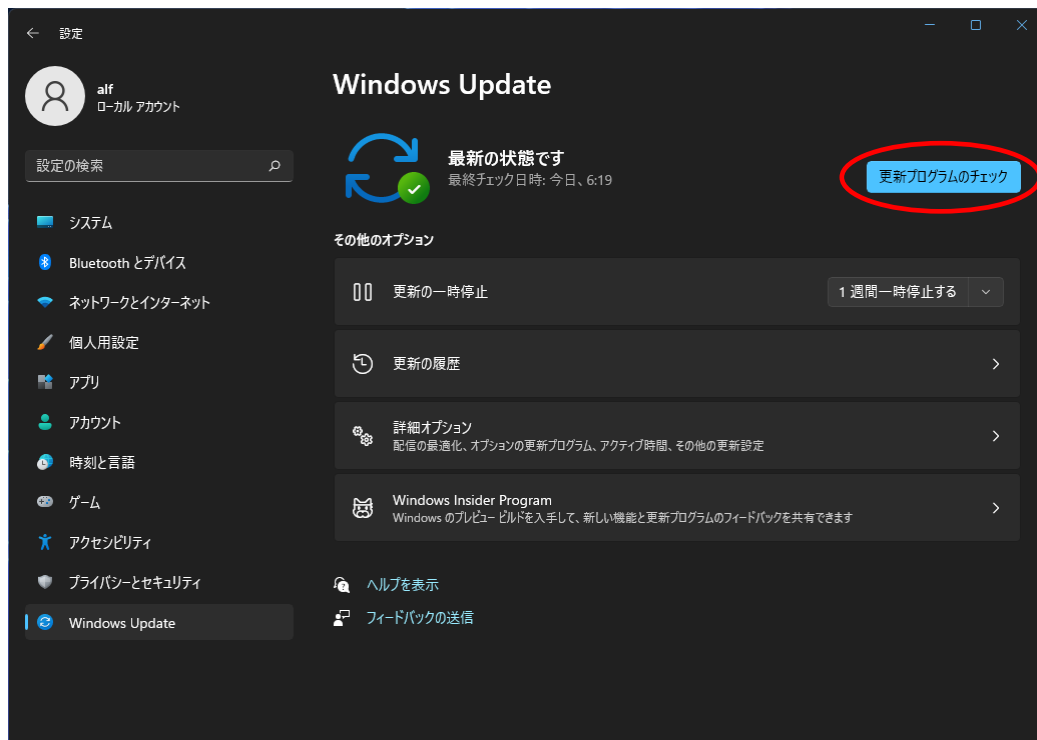 設定
alf
ローカル アカウント
設定の検索
システム
Bluetooth とデバイス
ネットワークとインターネット
個人用設定
アプリ
アカウント
時刻と言語
ゲーム
アクセシビリティ
プライバシーとセキュリティ
Windows Update
Windows Update
最新の状態です
最終チェック日時: 今日、6:19
更新プログラムのチェック
その他のオプション
更新の一時停止
1 週間一時停止する
更新の履歴
詳細オプション
配信の最適化、オプションの更新プログラム、アクティブ時間、その他の更新設定
Windows Insider Program
Windows のプレビュー ビルドを入手して、新しい機能と更新プログラムのフィードバックを共有できます
ヘルプを表示
フィードバックの送信